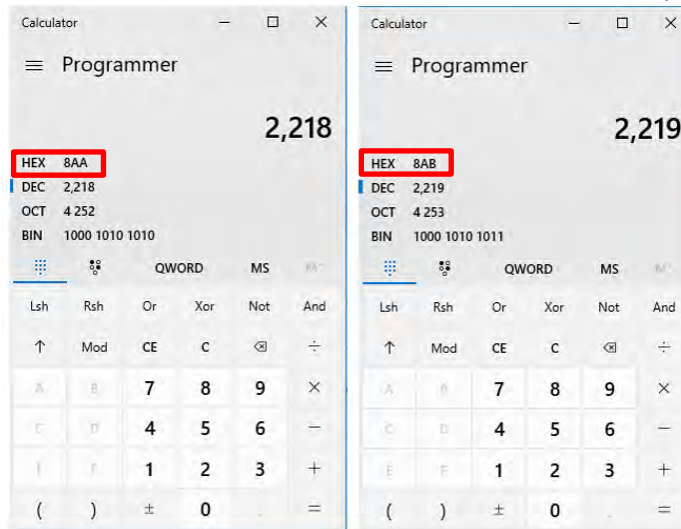 Calculator
Programmer
2,218
HEX 8AA
DEC 2,218
OCT 4 252
BIN 1000 1010 1010
QWORD MS
Lsh Rsh Or Xor Not And
↑ Mod CE C ÷
A B 7 8 9 ×
D 4 5 6 −
F 1 2 3 +
( ) ± 0 . =
Calculator
Programmer
2,219
HEX 8AB
DEC 2,219
OCT 4 253
BIN 1000 1010 1011
QWORD MS
Lsh Rsh Or Xor Not And
↑ Mod CE C ÷
A B 7 8 9 ×
C D 4 5 6 −
E F 1 2 3 +
( ) ± 0 . =